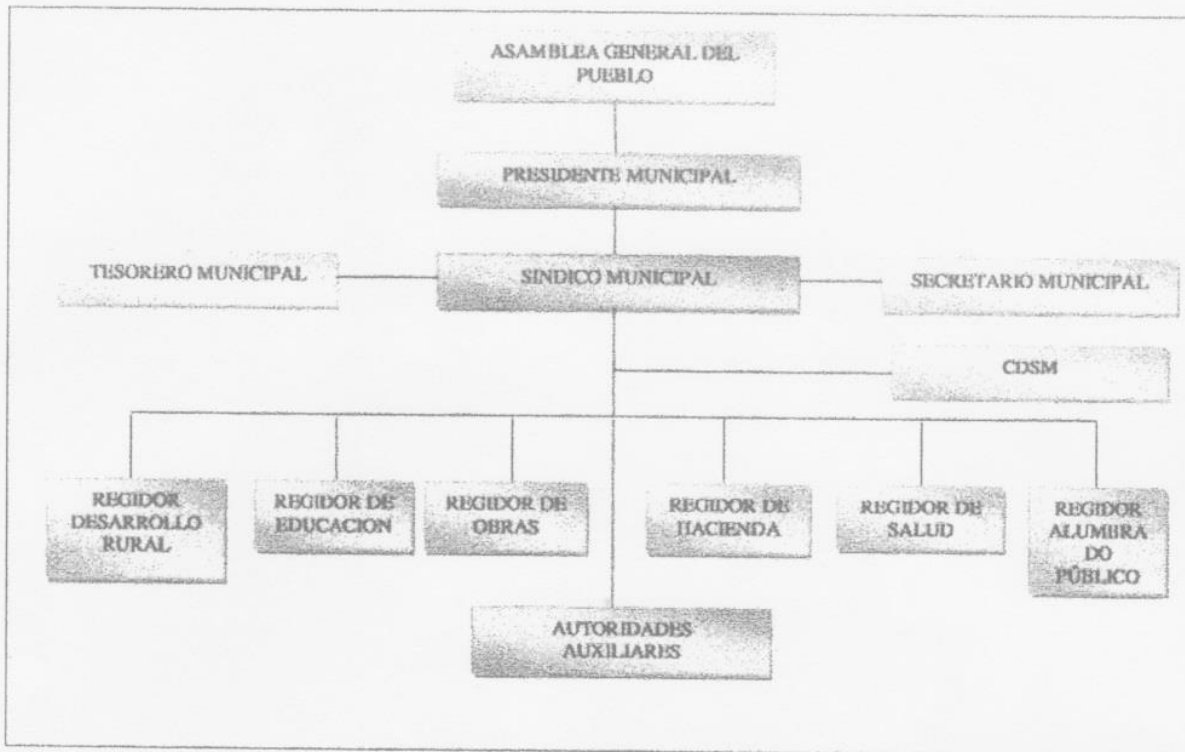 ASAMBLEA GENERAL DEL
PUEBLO
PRESIDENTE MUNICIPAL
TESORERO MUNICIPAL
SINDICO MUNICIPAL
SECRETARIO MUNICIPAL
CDSM
REGIDOR
DESARROLLO
RURAL
REGIDOR DE
EDUCACION
REGIDOR DE
OBRAS
REGIDOR DE
HACIENDA
REGIDOR DE
SALUD
REGIDOR
ALUMBRA
DO
PÚBLICO
AUTORIDADES
AUXILIARES